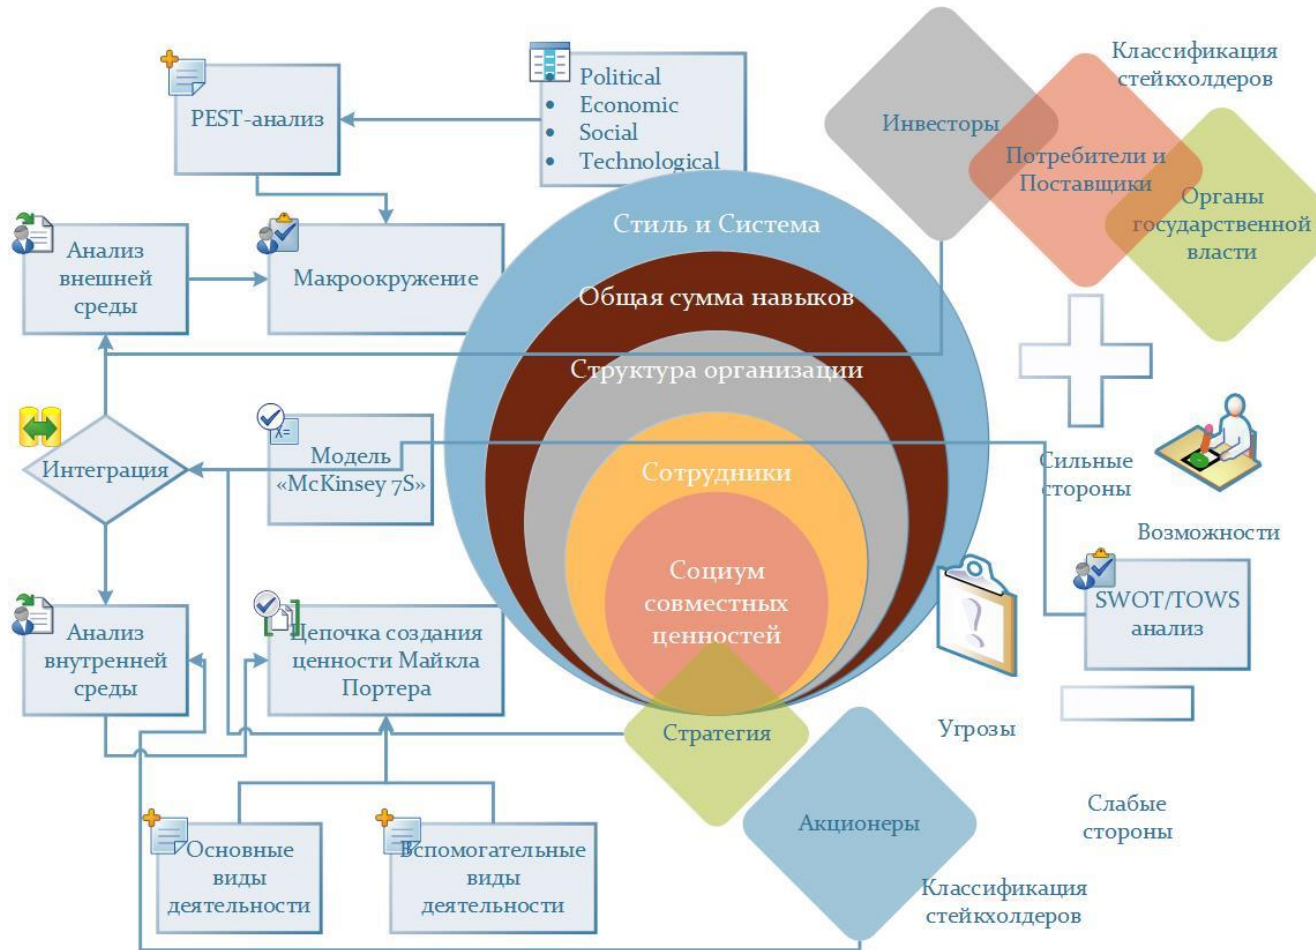 PEST-анализ
Political
Economic
Social
Technological
Классификация
стейкхолдеров
Инвесторы
Потребители и
Поставщики
Органы
государственной
власти
Анализ
внешней
среды
Макроокружение
Стиль и Система
Общая сумма навыков
Структура организации
Интеграция
X=
Модель
«McKinsey 7S»
Сотрудники
Сильные
стороны
Возможности
Социум
совместных
ценностей
SWOT/TOWS
анализ
Анализ
внутренней
среды
Цепочка создания
ценности Майкла
Портера
Стратегия
Угрозы
Акционеры
Слабые
стороны
Основные
виды
деятельности
Вспомогательные
виды
деятельности
Классификация
стейкхолдеров